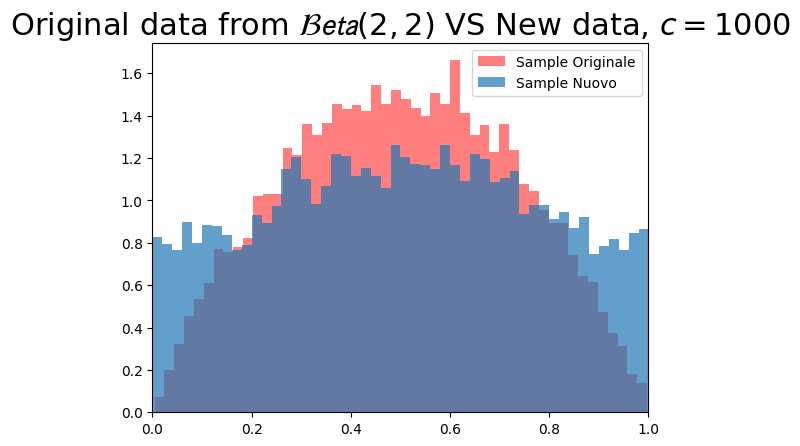 Original data from 𝓑𝑒𝑡𝑎(2, 2) VS New data, c = 1000
Sample Originale
Sample Nuovo
1.6
1.4
1.2
1.0
0.8
0.6
0.4
0.2
0.0
0.0 0.2 0.4 0.6 0.8 1.0